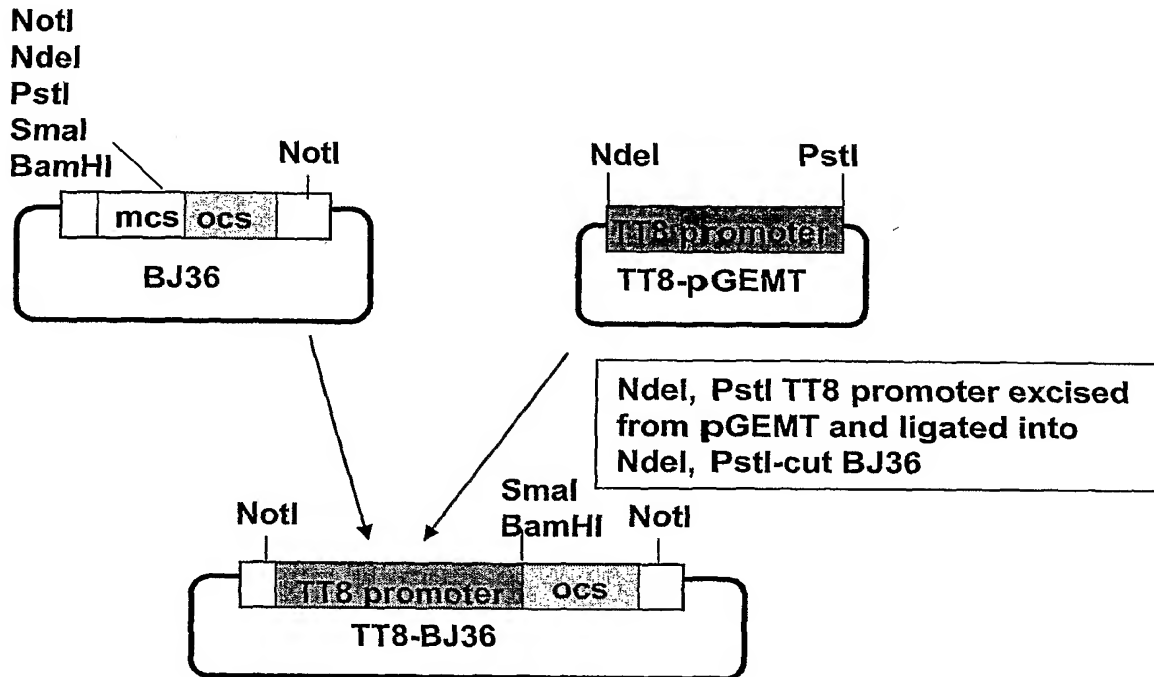 NotI
NdeI
PstI
SmaI
BamHI
NotI
mcs ocs
BJ36
NdeI PstI
TT8 promoter
TT8-pGEMT
NdeI, PstI TT8 promoter excised
from pGEMT and ligated into
NdeI, PstI-cut BJ36
SmaI
BamHI
NotI
NotI
TT8 promoter ocs
TT8-BJ36